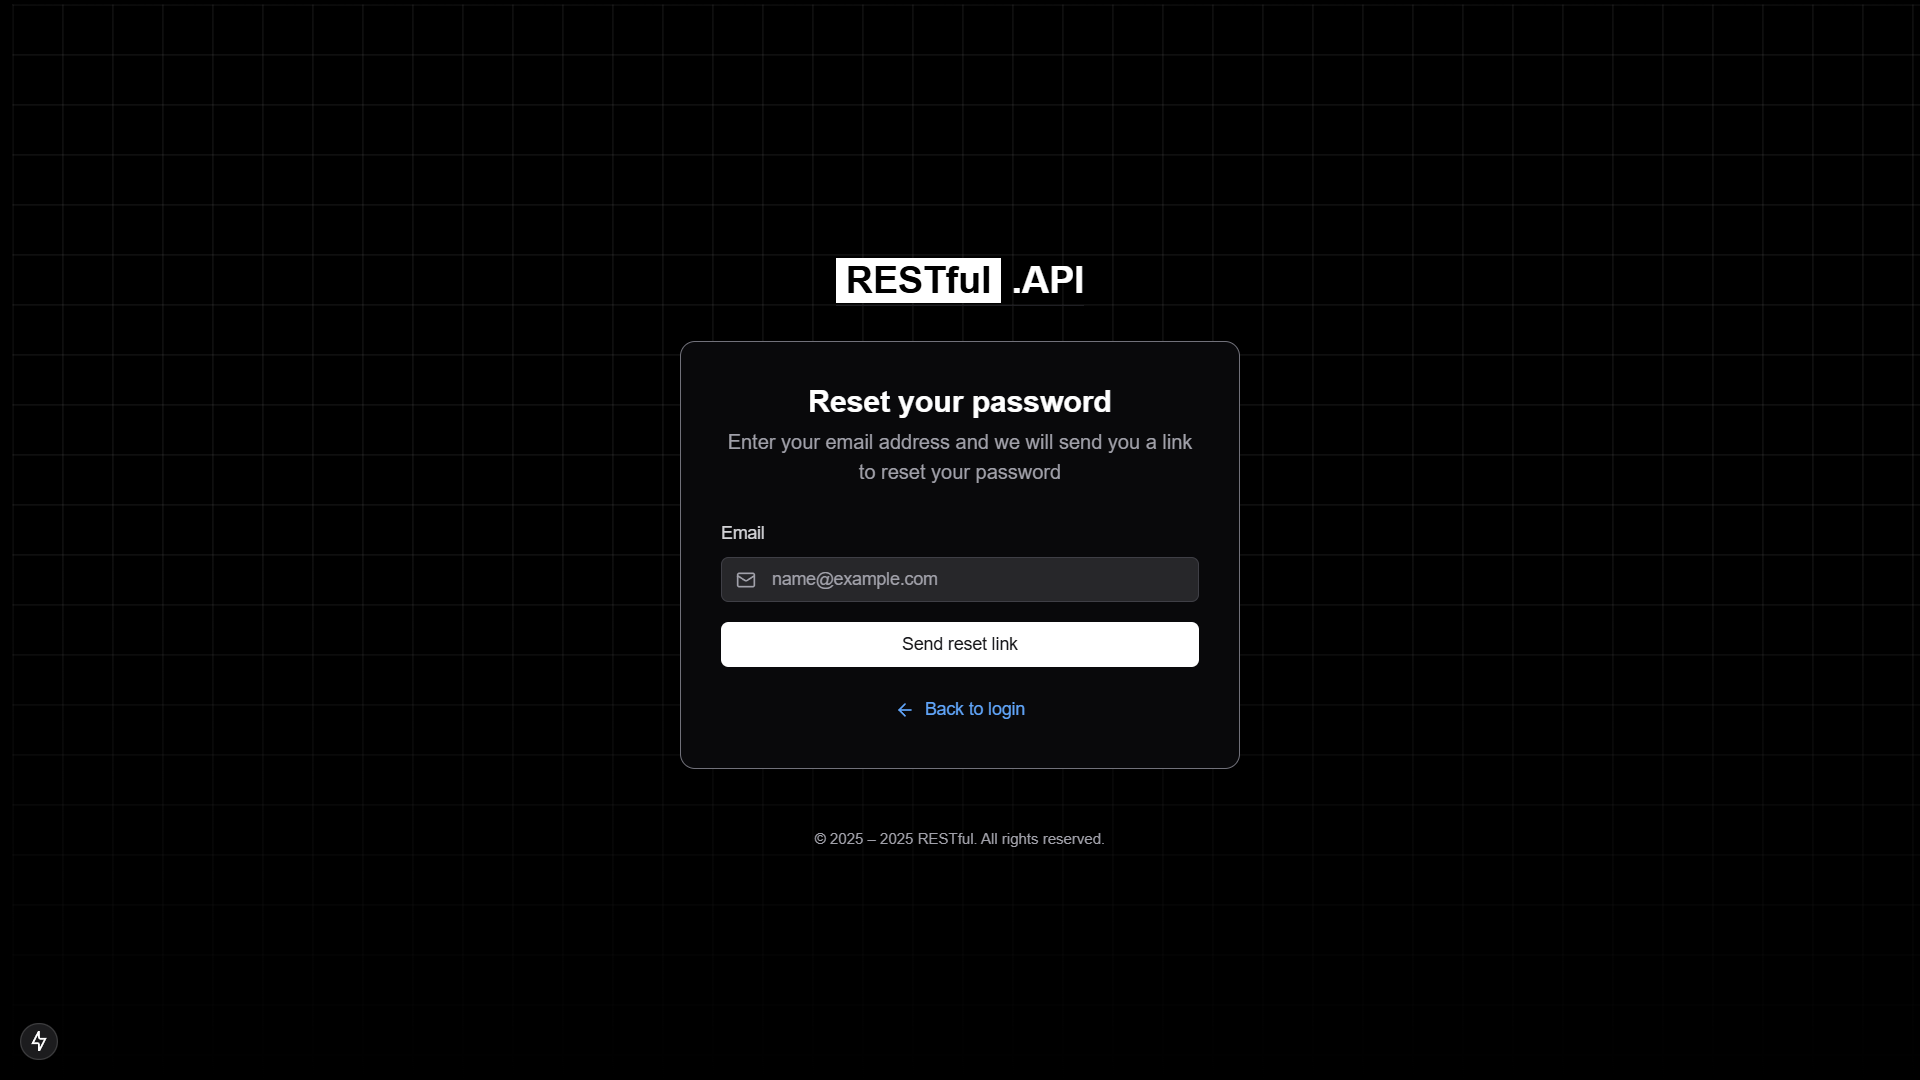 RESTful .API
Reset your password
Enter your email address and we will send you a link
to reset your password
Email
name@example.com
Send reset link
Back to login
© 2025 – 2025 RESTful. All rights reserved.